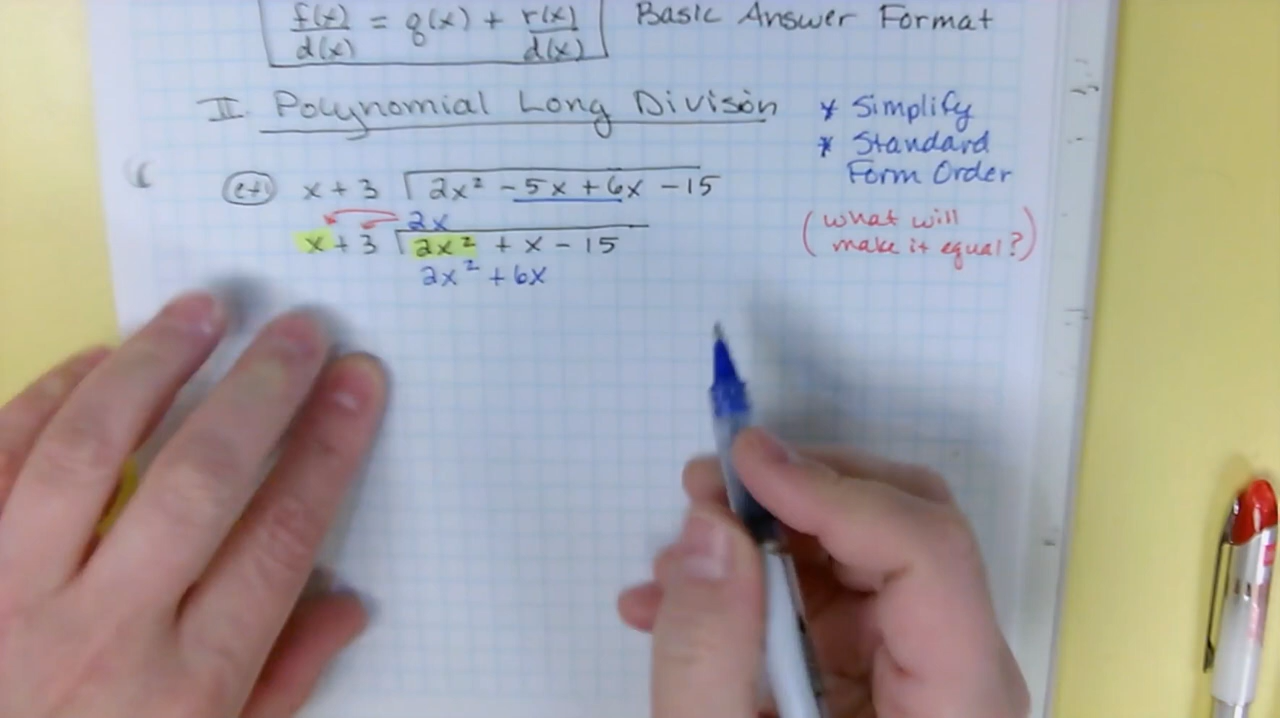 f(x)/d(x) = q(x) + r(x)/d(x) Basic Answer Format
II. Polynomial Long Division
* Simplify
* Standard
Form Order
(what will
make it equal?)
ex1 x + 3 2x² - 5x + 6x - 15
2x
x + 3 2x² + x - 15
2x² + 6x